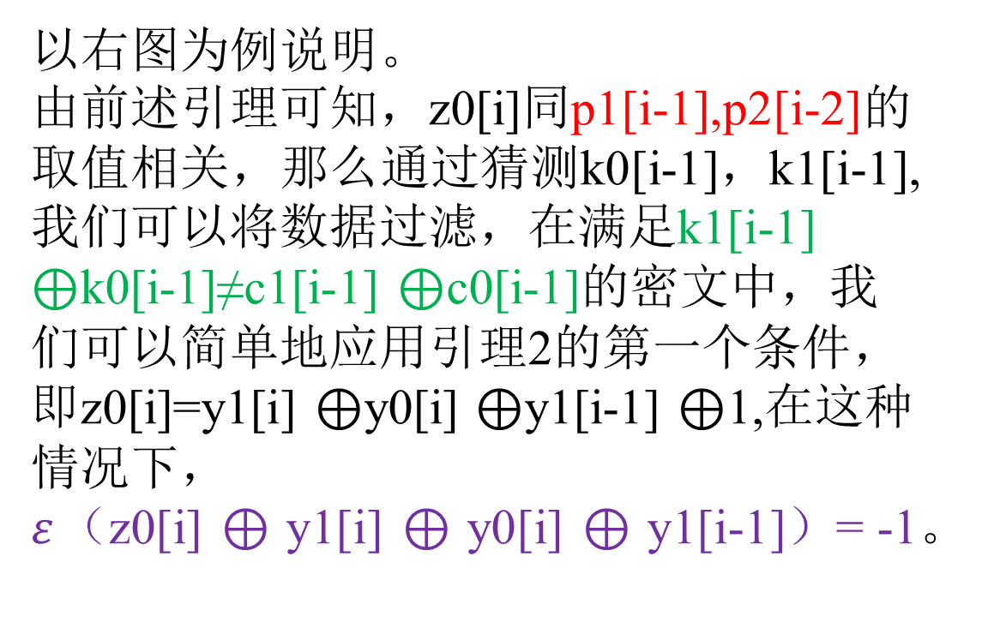 以右图为例说明。
由前述引理可知，z0[i]同p1[i-1],p2[i-2]的
取值相关，那么通过猜测k0[i-1]，k1[i-1],
我们可以将数据过滤，在满足k1[i-1]
⊕k0[i-1]≠c1[i-1] ⊕c0[i-1]的密文中，我
们可以简单地应用引理2的第一个条件，
即z0[i]=y1[i] ⊕y0[i] ⊕y1[i-1] ⊕1,在这种
情况下，
ε（z0[i] ⊕ y1[i] ⊕ y0[i] ⊕ y1[i-1]）= -1。